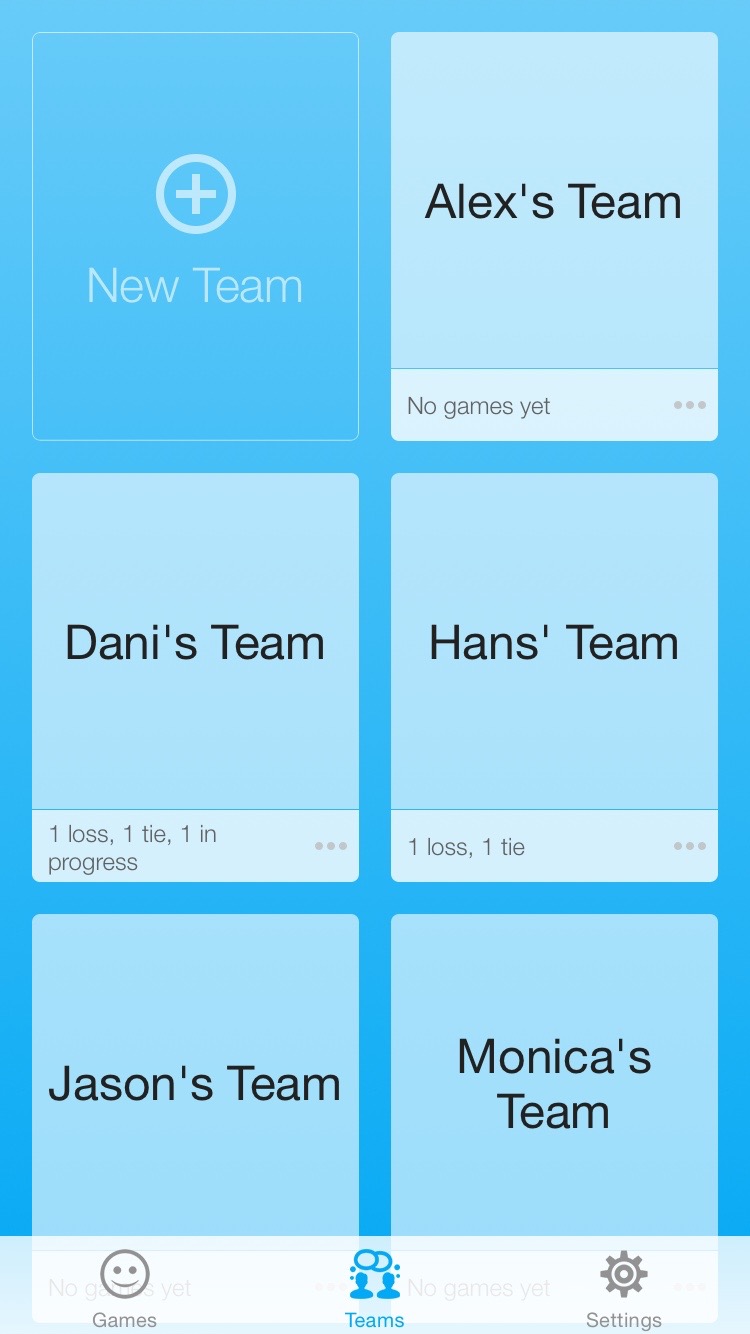 New Team
Alex's Team
No games yet
Dani's Team
Hans' Team
1 loss, 1 tie, 1 in
progress
1 loss, 1 tie
Jason's Team
Monica's
Team
No games yet
No games yet
Games
Teams
Settings